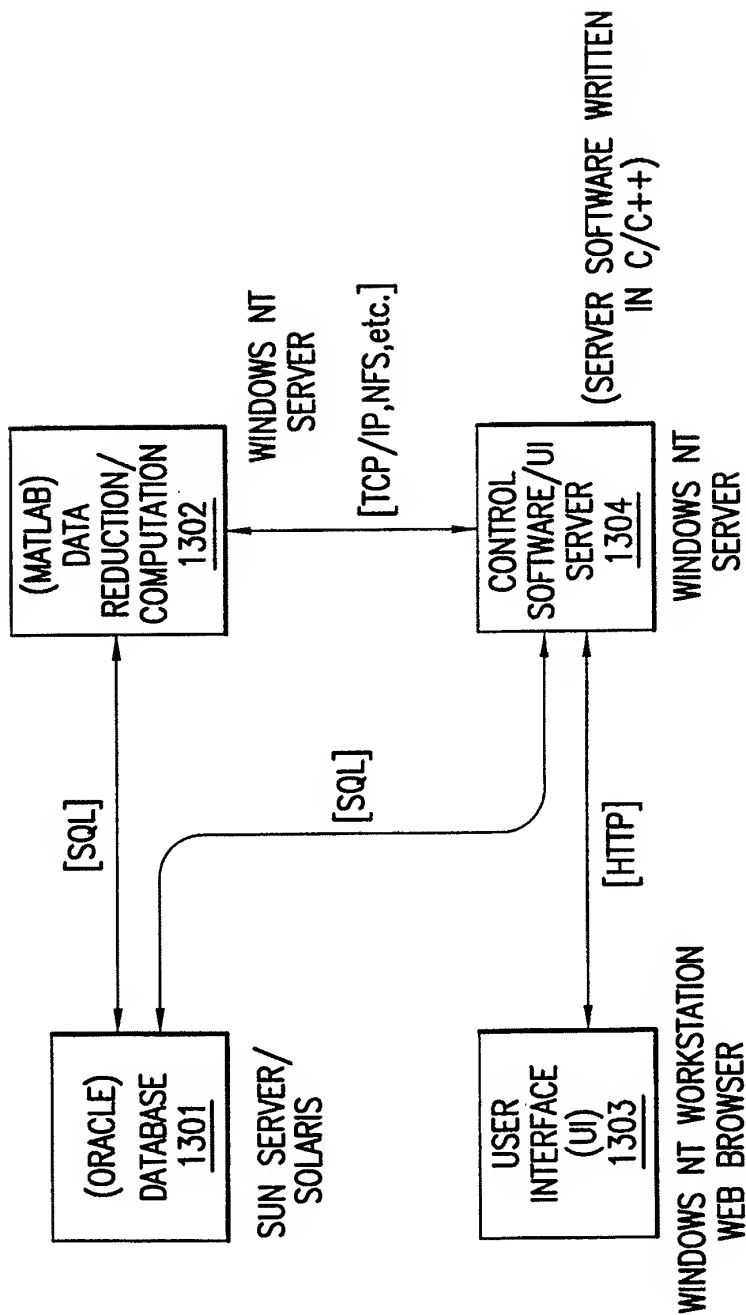 (ORACLE)
DATABASE
1301
SUN SERVER/
SOLARIS
[SQL]
(MATLAB)
DATA
REDUCTION/
COMPUTATION
1302
WINDOWS NT
SERVER
[SQL]
[TCP/IP,NFS,etc.]
USER
INTERFACE
(UI)
1303
WINDOWS NT WORKSTATION
WEB BROWSER
[HTTP]
CONTROL
SOFTWARE/UI
SERVER
1304
WINDOWS NT
SERVER
(SERVER SOFTWARE WRITTEN
IN C/C++)